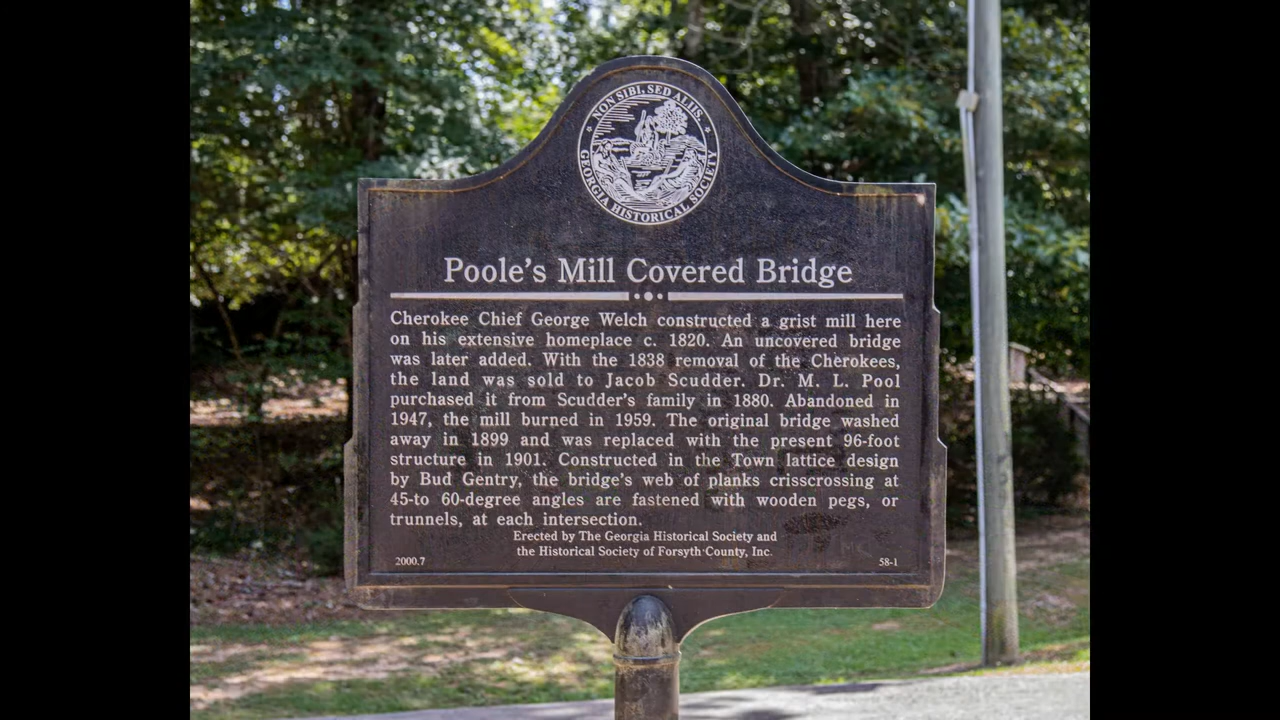 NON SIBI, SED ALIIS.
GEORGIA HISTORICAL SOCIETY
Poole's Mill Covered Bridge
Cherokee Chief George Welch constructed a grist mill here
on his extensive homeplace c. 1820. An uncovered bridge
was later added. With the 1838 removal of the Cherokees,
the land was sold to Jacob Scudder. Dr. M. L. Pool
purchased it from Scudder's family in 1880. Abandoned in
1947, the mill burned in 1959. The original bridge washed
away in 1899 and was replaced with the present 96-foot
structure in 1901. Constructed in the Town lattice design
by Bud Gentry, the bridge's web of planks crisscrossing at
45-to 60-degree angles are fastened with wooden pegs, or
trunnels, at each intersection.
Erected by The Georgia Historical Society and
the Historical Society of Forsyth County, Inc.
2000.7 58-1